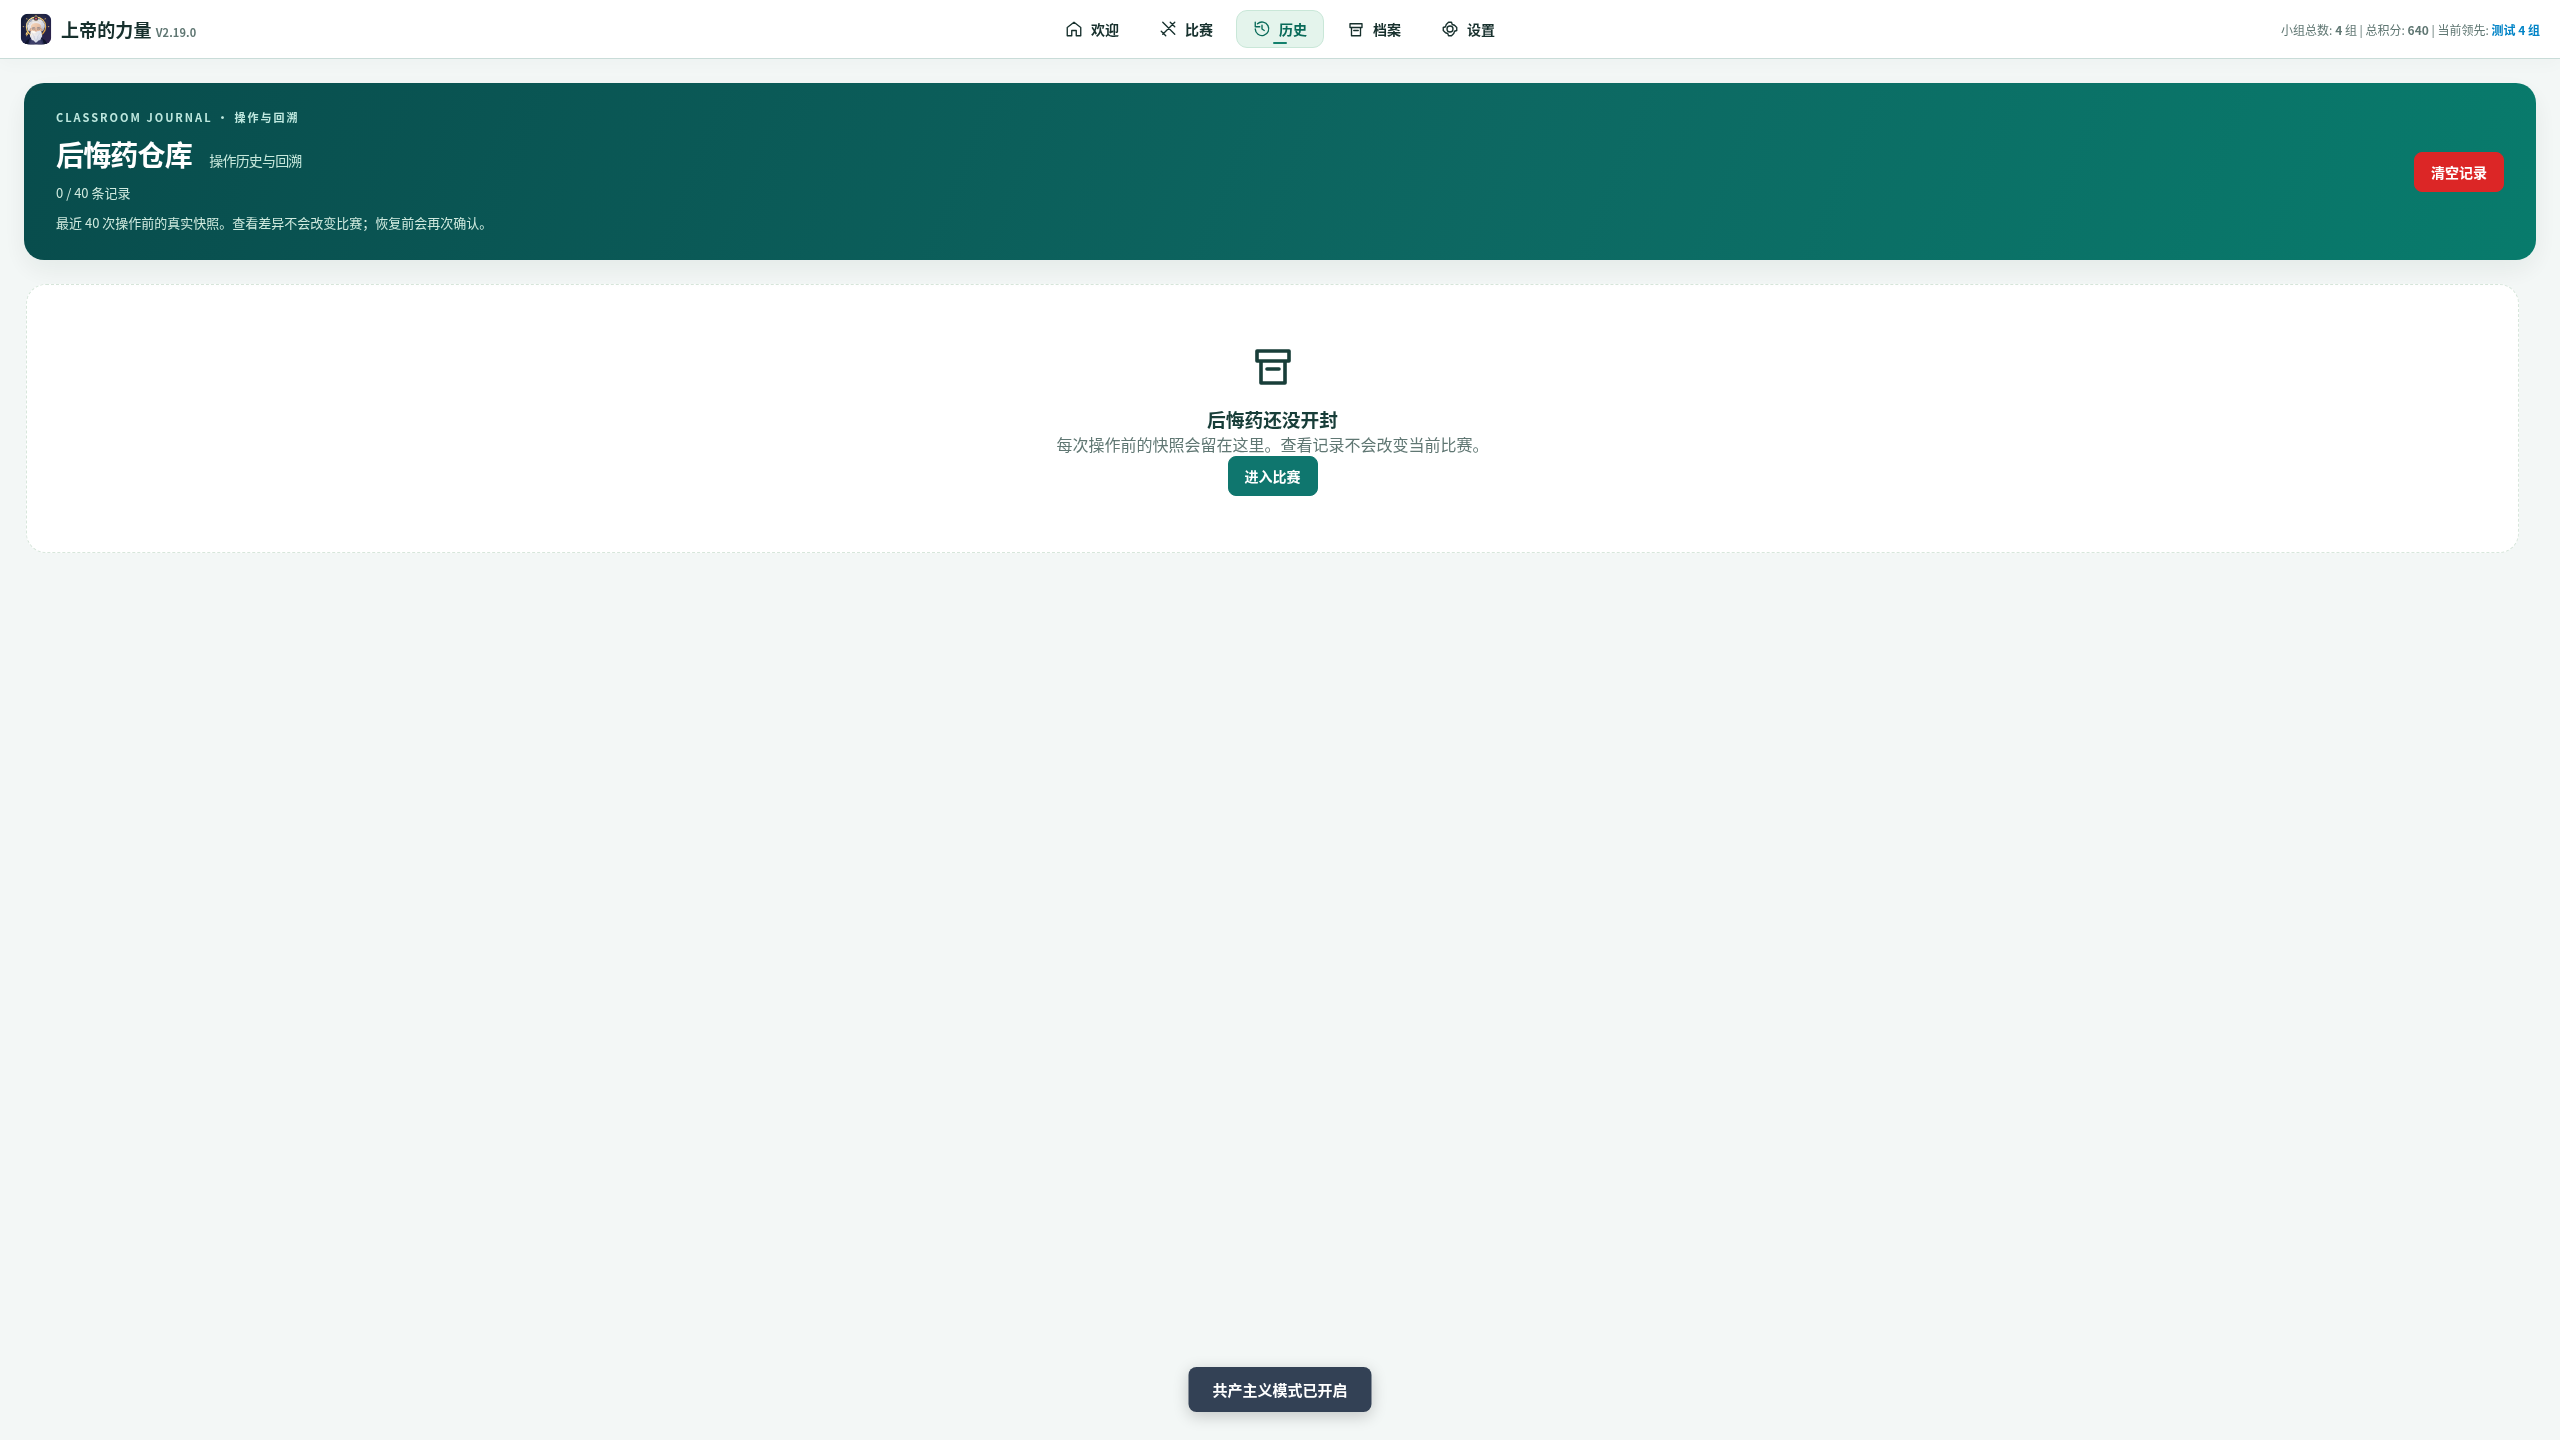 上帝的力量 V2.19.0
欢迎
比赛
历史
档案
设置
小组总数: 4 组 | 总积分: 640 | 当前领先: 测试 4 组
CLASSROOM JOURNAL · 操作与回溯
后悔药仓库 操作历史与回溯
0 / 40 条记录
最近 40 次操作前的真实快照。查看差异不会改变比赛；恢复前会再次确认。
清空记录
后悔药还没开封
每次操作前的快照会留在这里。查看记录不会改变当前比赛。
进入比赛
共产主义模式已开启